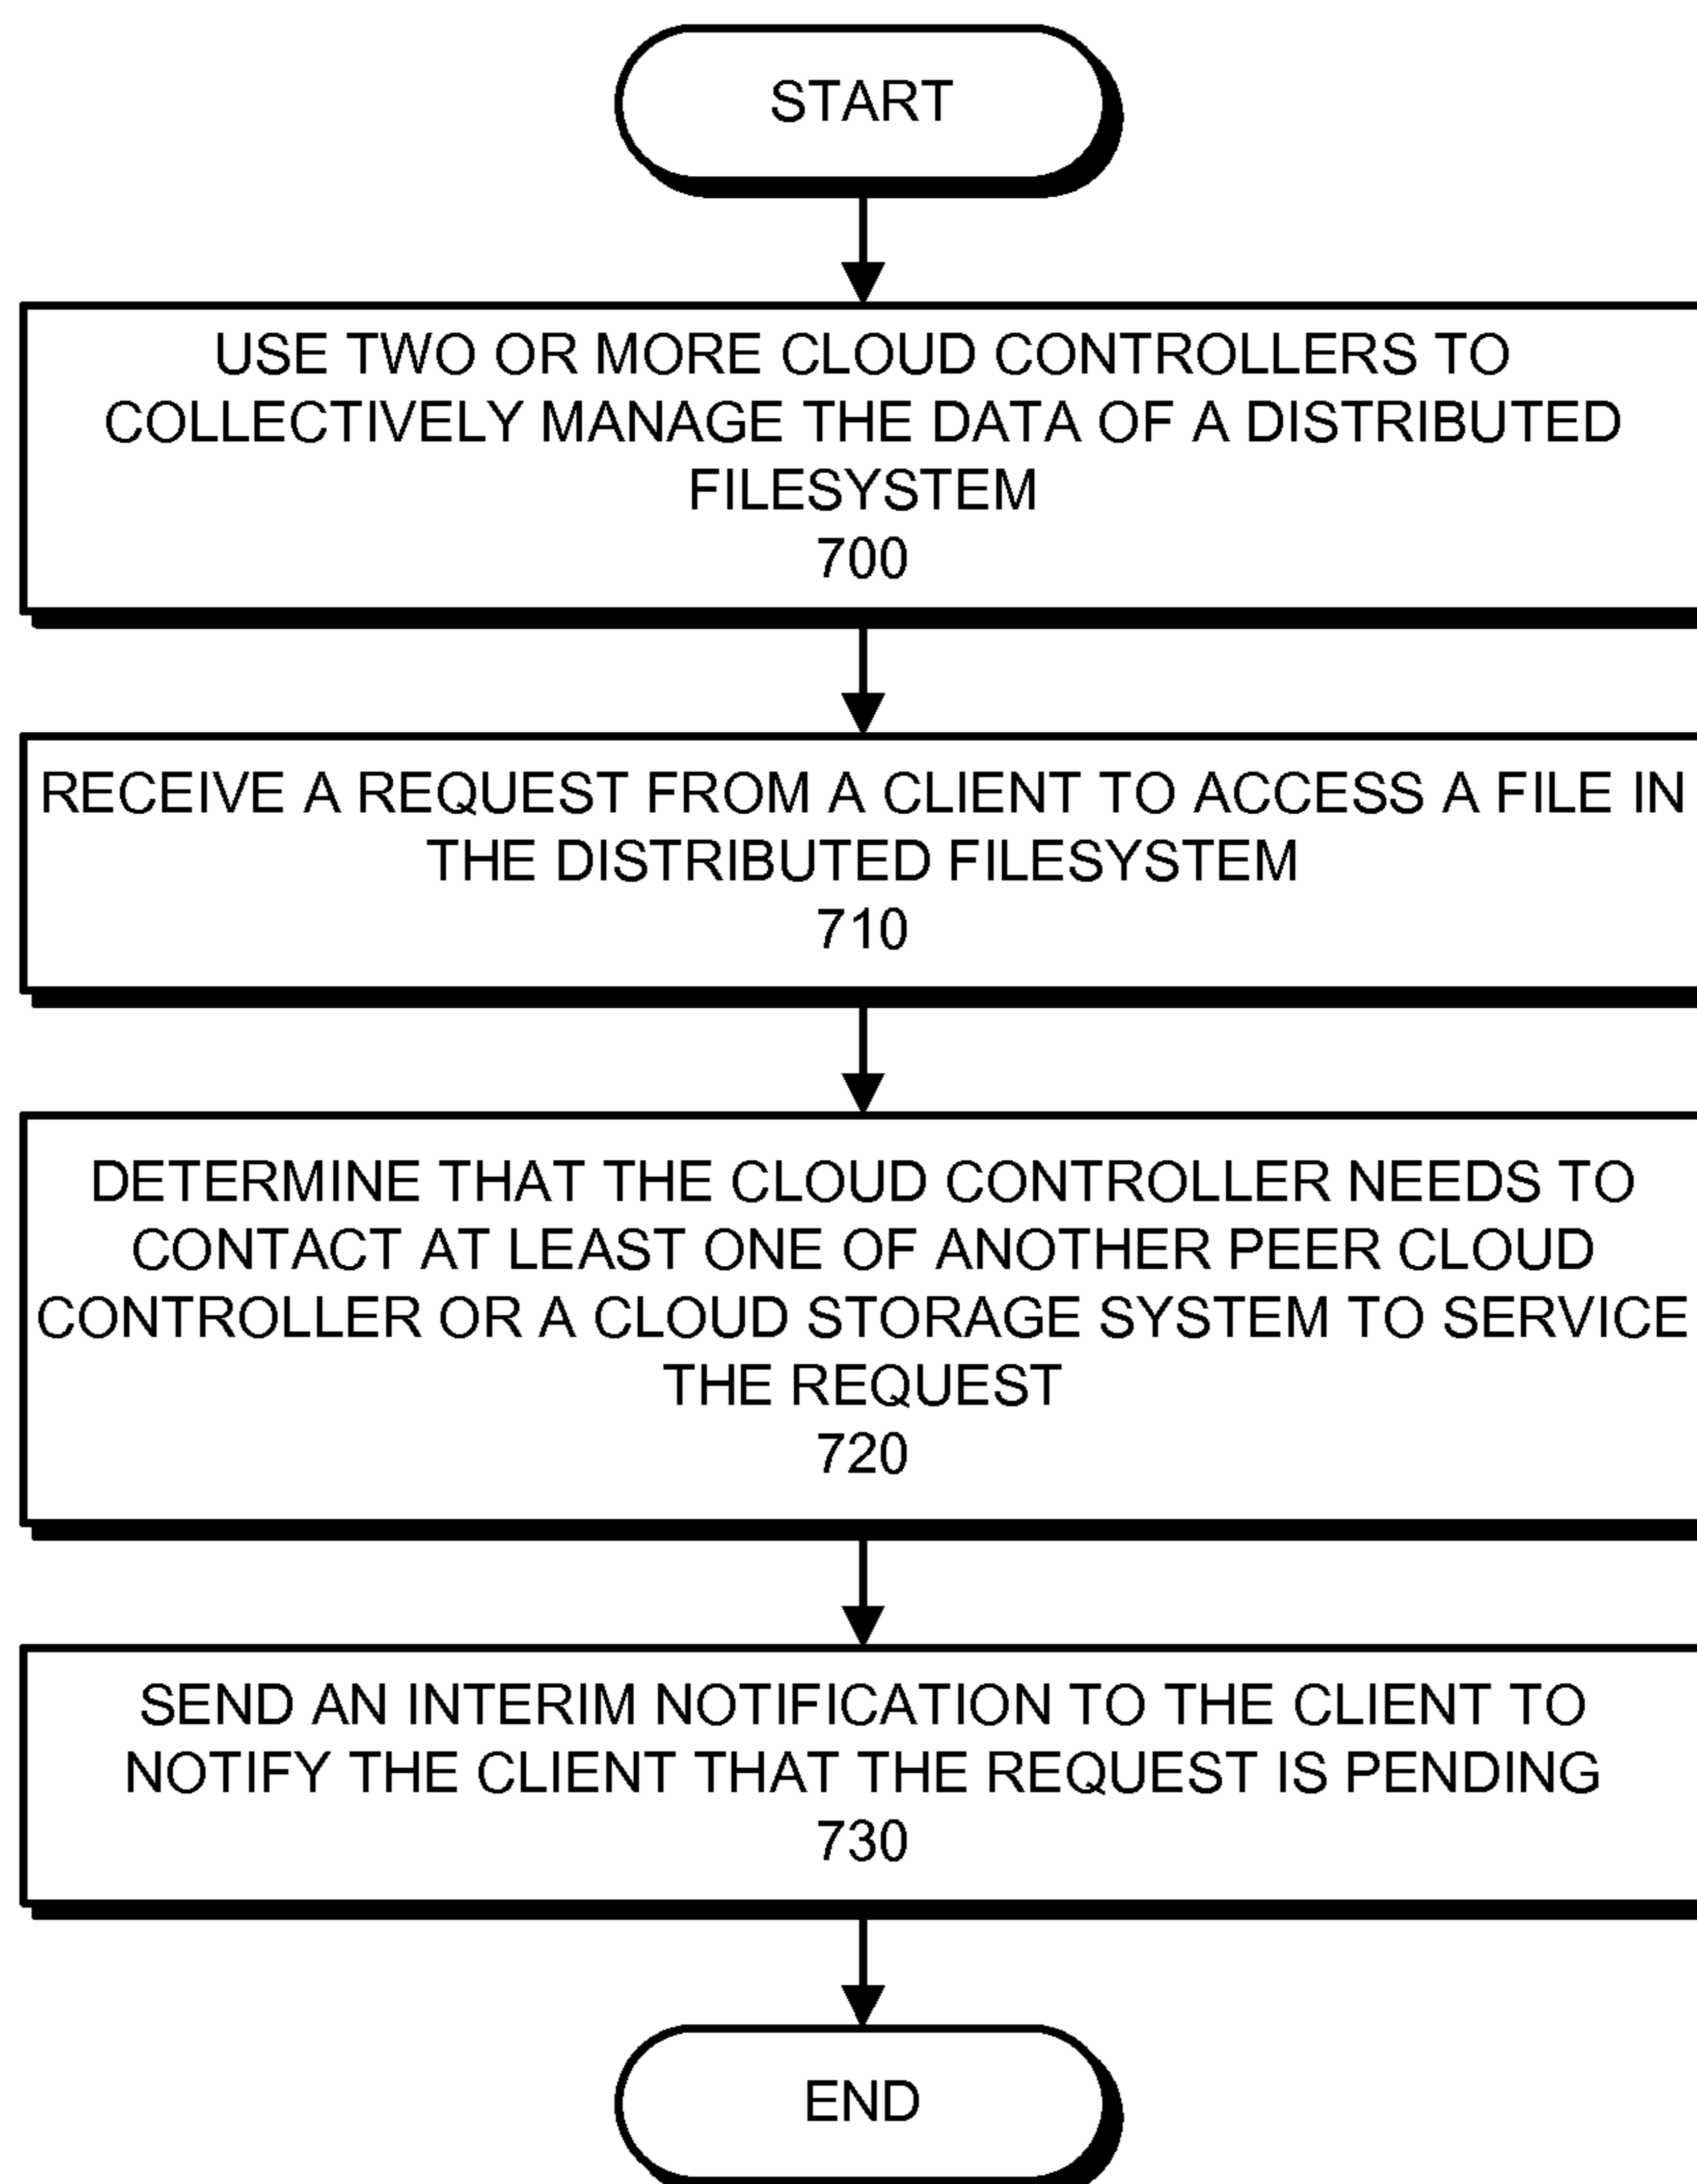 START
USE TWO OR MORE CLOUD CONTROLLERS TO
COLLECTIVELY MANAGE THE DATA OF A DISTRIBUTED
FILESYSTEM
700
RECEIVE A REQUEST FROM A CLIENT TO ACCESS A FILE IN
THE DISTRIBUTED FILESYSTEM
710
DETERMINE THAT THE CLOUD CONTROLLER NEEDS TO
CONTACT AT LEAST ONE OF ANOTHER PEER CLOUD
CONTROLLER OR A CLOUD STORAGE SYSTEM TO SERVICE
THE REQUEST
720
SEND AN INTERIM NOTIFICATION TO THE CLIENT TO
NOTIFY THE CLIENT THAT THE REQUEST IS PENDING
730
END